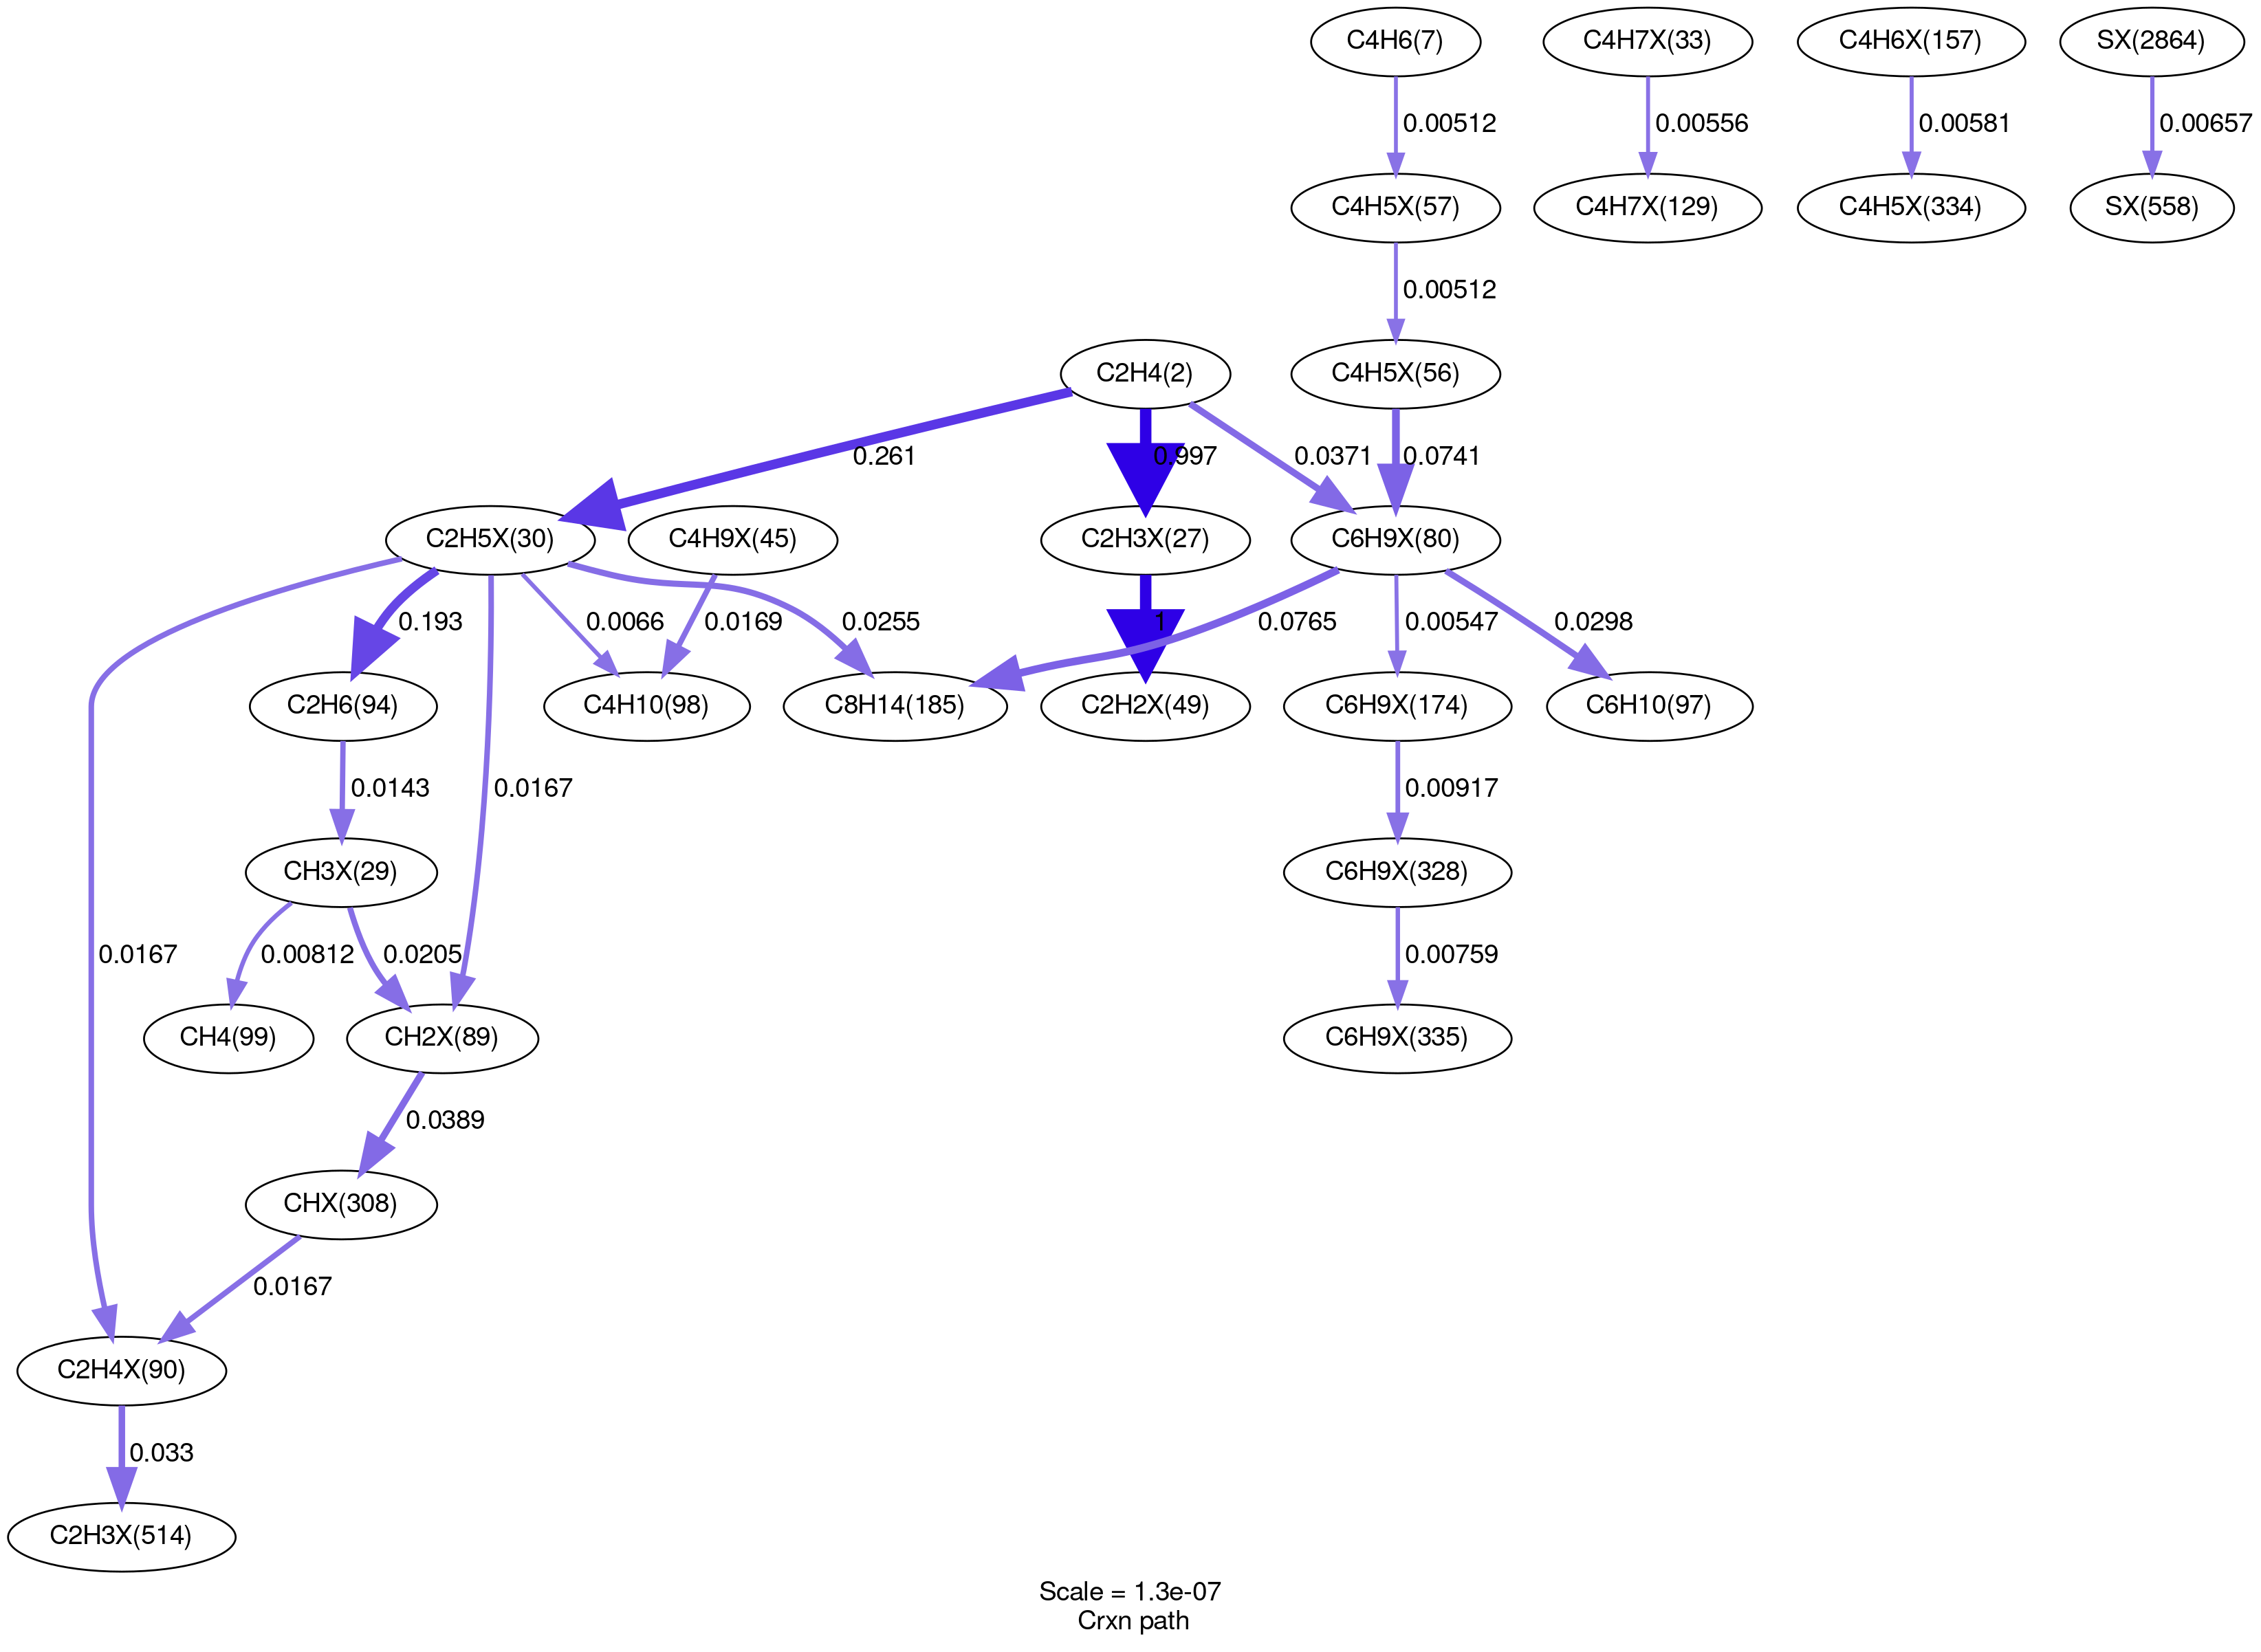 C4H6(7)
C4H7X(33)
C4H6X(157)
SX(2864)
0.00512
0.00556
0.00581
0.00657
C4H5X(57)
C4H7X(129)
C4H5X(334)
SX(558)
0.00512
C2H4(2)
C4H5X(56)
0.261
0.997
0.0371
0.0741
C2H5X(30)
C4H9X(45)
C2H3X(27)
C6H9X(80)
0.193
0.0066
0.0169
0.0255
1
0.0765
0.00547
0.0298
C2H6(94)
C4H10(98)
C8H14(185)
C2H2X(49)
C6H9X(174)
C6H10(97)
0.0143
0.0167
0.00917
CH3X(29)
C6H9X(328)
0.0167
0.00812
0.0205
0.00759
CH4(99)
CH2X(89)
C6H9X(335)
0.0389
CHX(308)
0.0167
C2H4X(90)
0.033
C2H3X(514)
Scale = 1.3e-07
Crxn path